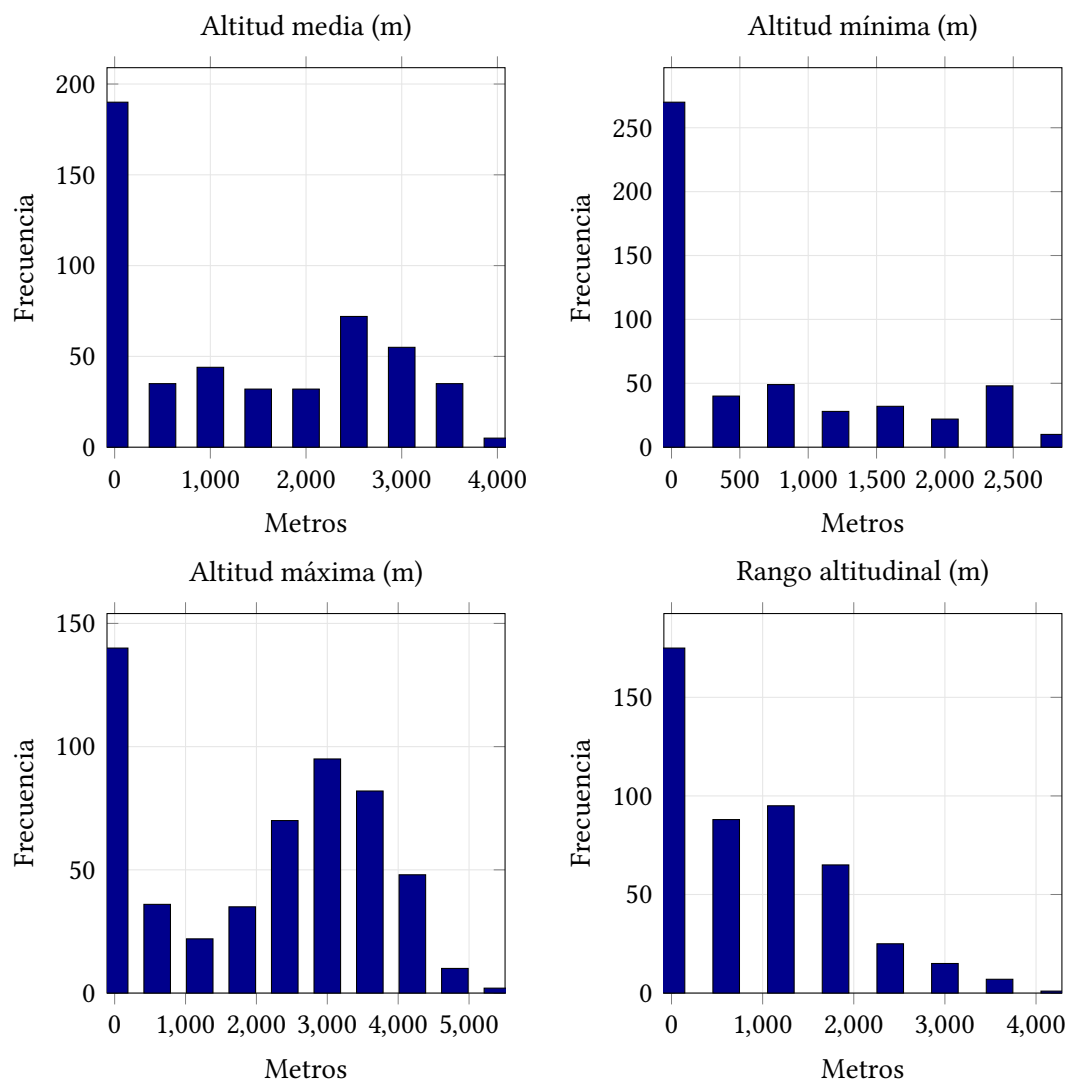 Altitud media (m)
200
150
100
50
0
Frecuencia
0 1,000 2,000 3,000 4,000
Metros
Altitud mínima (m)
250
200
150
100
50
0
Frecuencia
0 500 1,000 1,500 2,000 2,500
Metros
Altitud máxima (m)
150
100
50
0
Frecuencia
0 1,000 2,000 3,000 4,000 5,000
Metros
Rango altitudinal (m)
150
100
50
0
Frecuencia
0 1,000 2,000 3,000 4,000
Metros